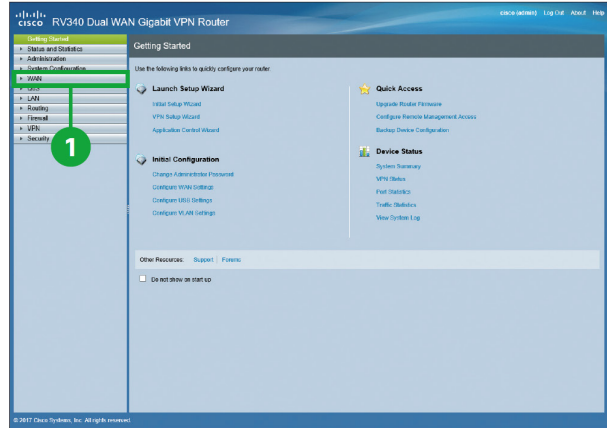 cisco RV340 Dual WAN Gigabit VPN Router
cisco (admin) Log Out About Help
Getting Started
Status and Statistics
Administration
System Configuration
WAN
QoS
LAN
Routing
Firewall
VPN
Security
1
Getting Started
Use the following links to quickly configure your router.
Launch Setup Wizard
Initial Setup Wizard
VPN Setup Wizard
Application Control Wizard
Initial Configuration
Change Administrator Password
Configure WAN Settings
Configure USB Settings
Configure VLAN Settings
Quick Access
Upgrade Router Firmware
Configure Remote Management Access
Backup Device Configuration
Device Status
System Summary
VPN Status
Port Statistics
Traffic Statistics
View System Log
Other Resources: Support Forums
Do not show on start up
© 2017 Cisco Systems, Inc. All rights reserved.